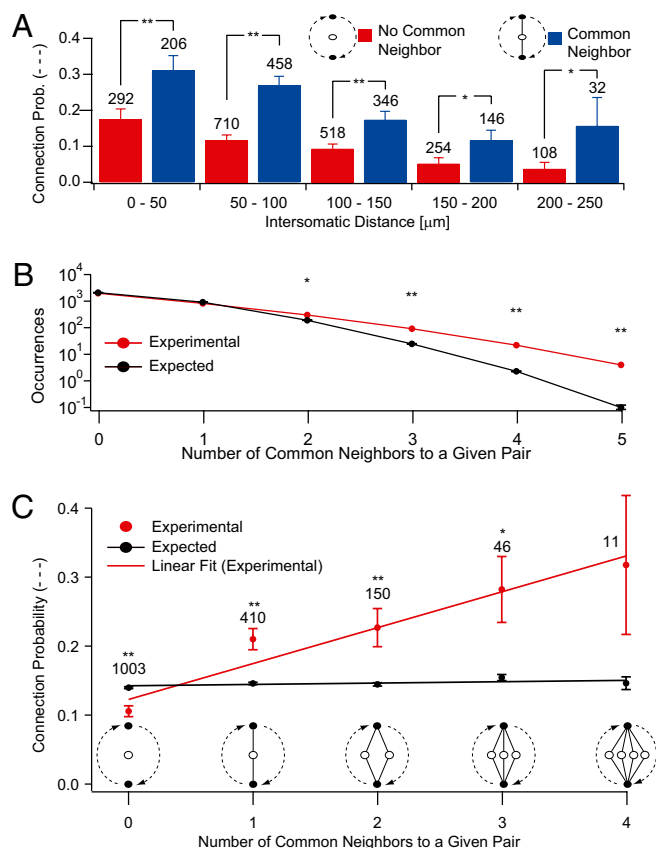 A
No Common Neighbor
Common Neighbor
Connection Prob. (- - -)
0.4
0.3
0.2
0.1
0.0
** ** ** * *
292 206 710 458 518 346 254 146 108 32
0 - 50 50 - 100 100 - 150 150 - 200 200 - 250
Intersomatic Distance [µm]
B
Occurrences
10^4
10^3
10^2
10^1
10^0
10^-1
* ** ** **
Experimental
Expected
0 1 2 3 4 5
Number of Common Neighbors to a Given Pair
C
Connection Probability (- - -)
0.4
0.3
0.2
0.1
0.0
Experimental
Expected
Linear Fit (Experimental)
** ** ** *
1003 410 150 46 11
0 1 2 3 4
Number of Common Neighbors to a Given Pair